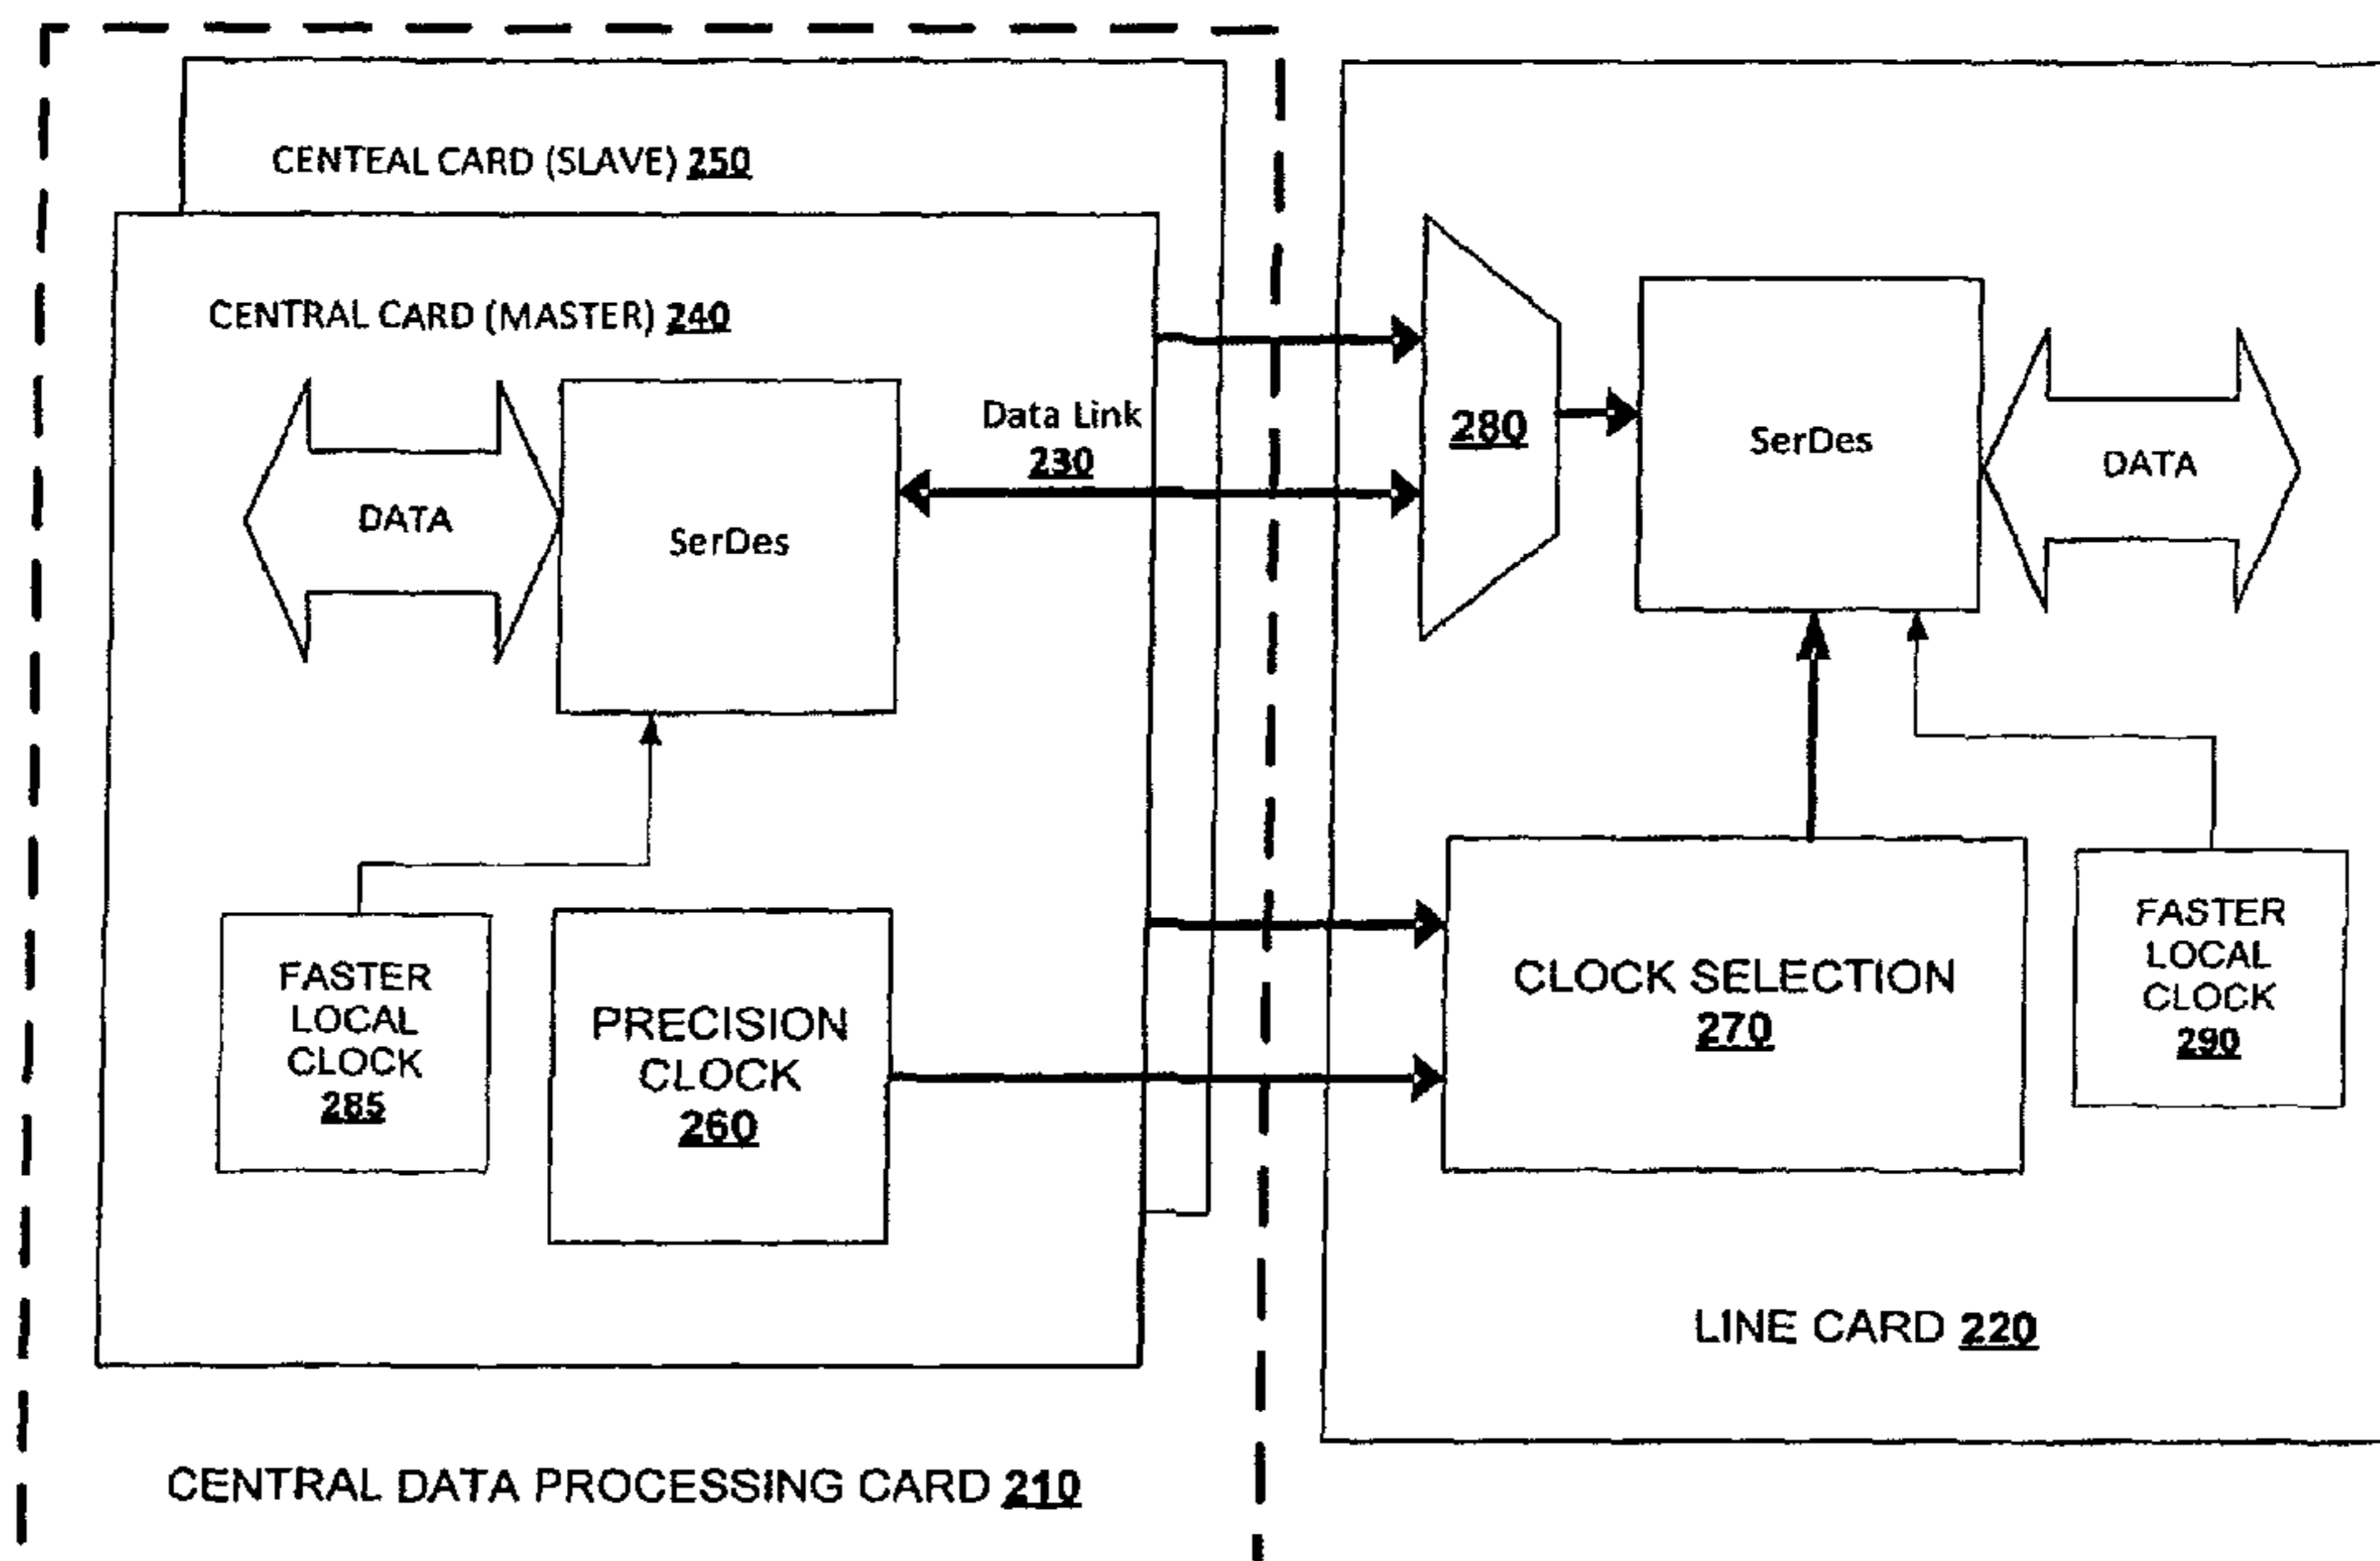 CENTEAL CARD (SLAVE) 250
CENTRAL CARD (MASTER) 240
DATA
SerDes
Data Link
230
280
SerDes
DATA
FASTER
LOCAL
CLOCK
285
PRECISION
CLOCK
260
CLOCK SELECTION
270
FASTER
LOCAL
CLOCK
290
LINE CARD 220
CENTRAL DATA PROCESSING CARD 210